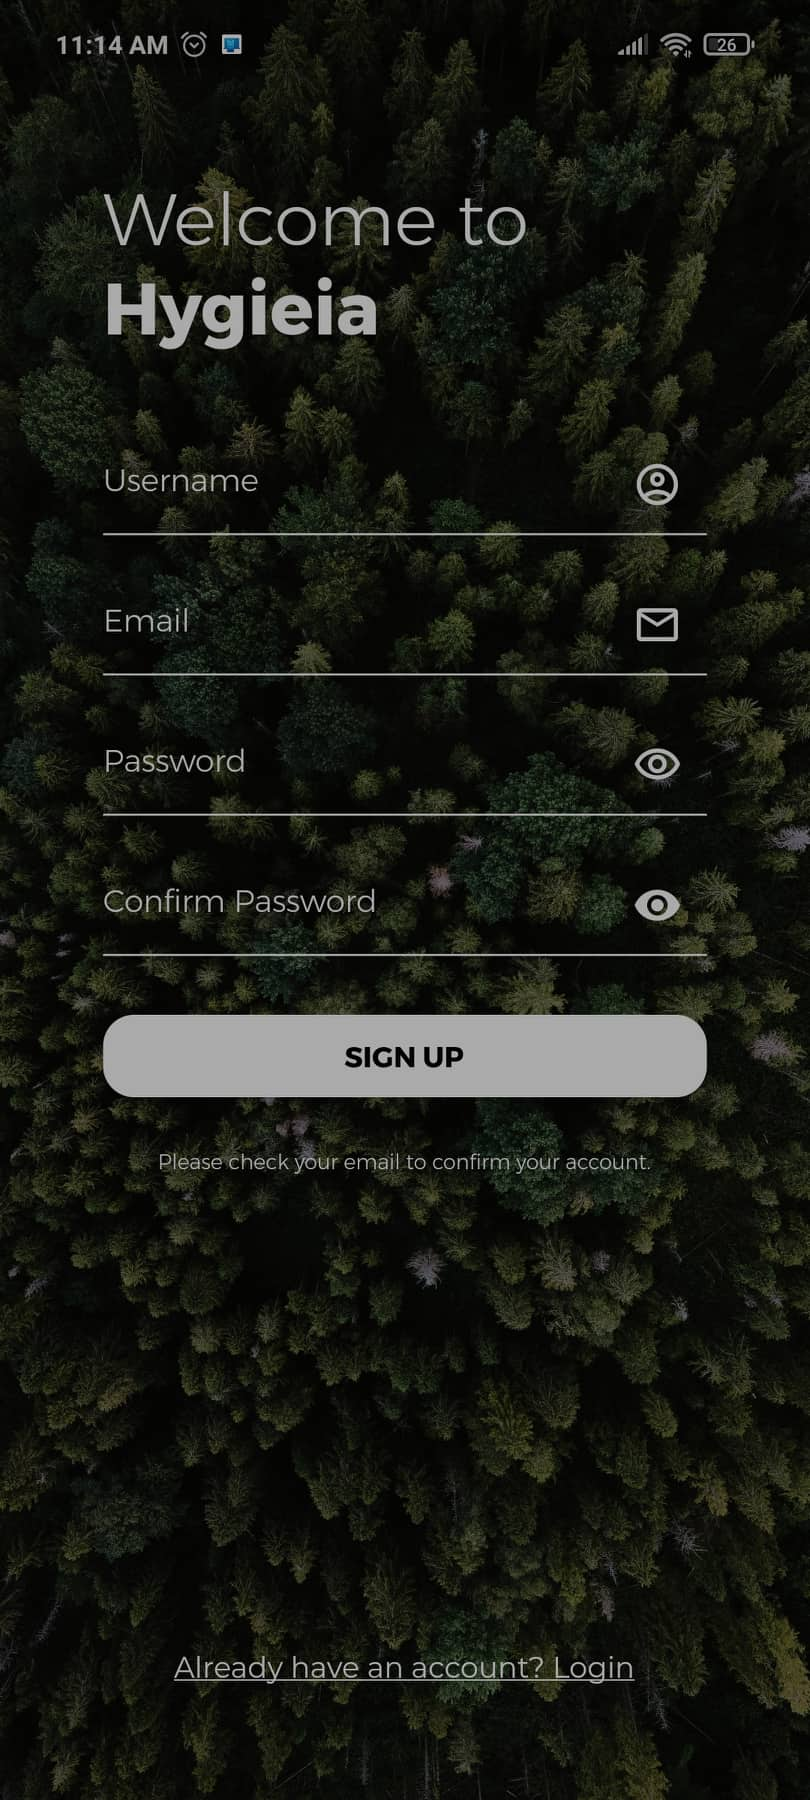 11:14 AM
26
Welcome to
Hygieia
Username
Email
Password
Confirm Password
SIGN UP
Please check your email to confirm your account.
Already have an account? Login